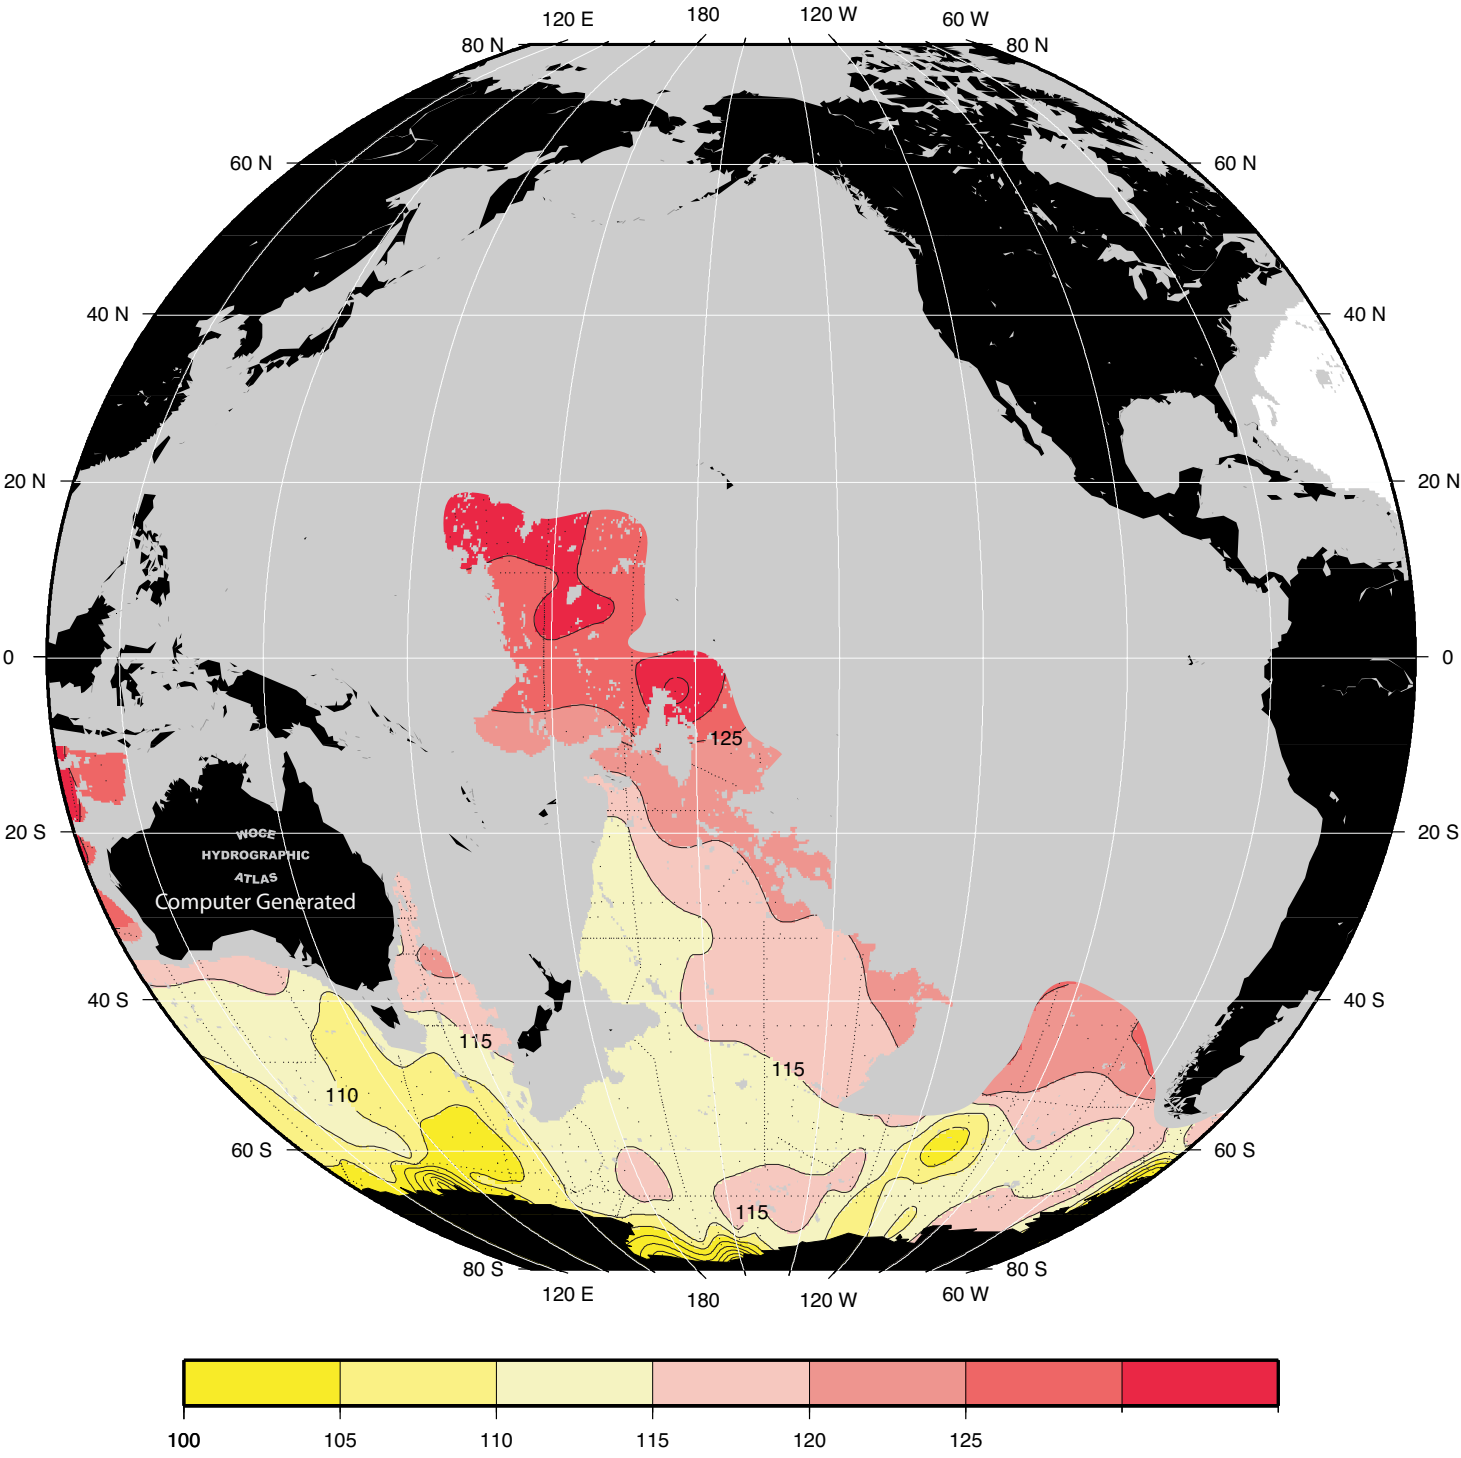 120 E 180 120 W 60 W
80 N 80 N
60 N 60 N
40 N 40 N
20 N 20 N
0 0
125
20 S 20 S
WOCE
HYDROGRAPHIC
ATLAS
Computer Generated
40 S 40 S
115
115
110
60 S 60 S
115
80 S 80 S
120 E 180 120 W 60 W
100 105 110 115 120 125